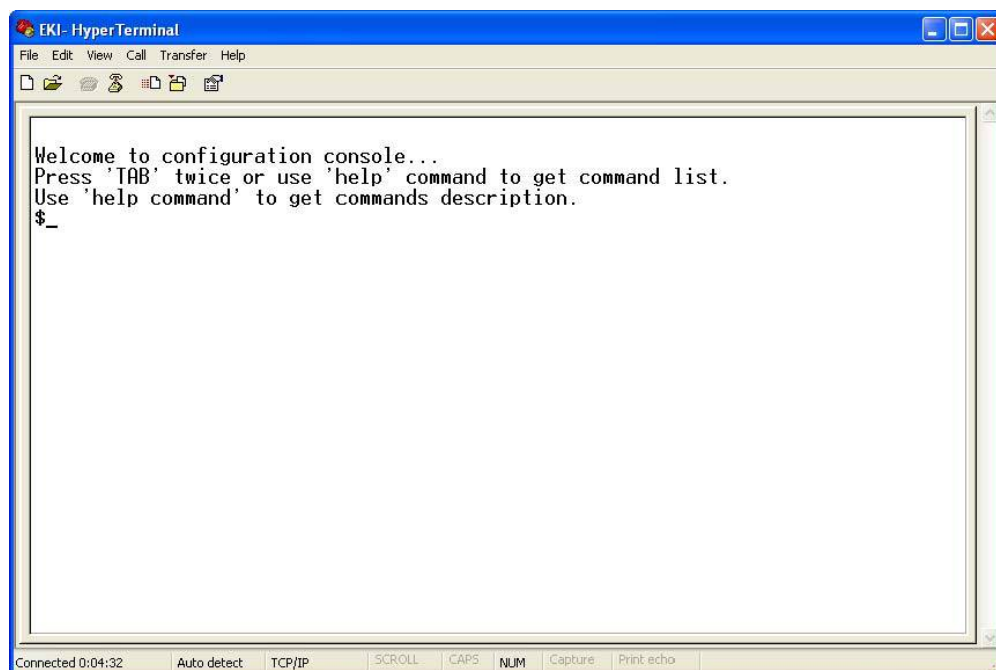 EKI- HyperTerminal
File Edit View Call Transfer Help
Welcome to configuration console...
Press 'TAB' twice or use 'help' command to get command list.
Use 'help command' to get commands description.
$_
Connected 0:04:32 Auto detect TCP/IP SCROLL CAPS NUM Capture Print echo